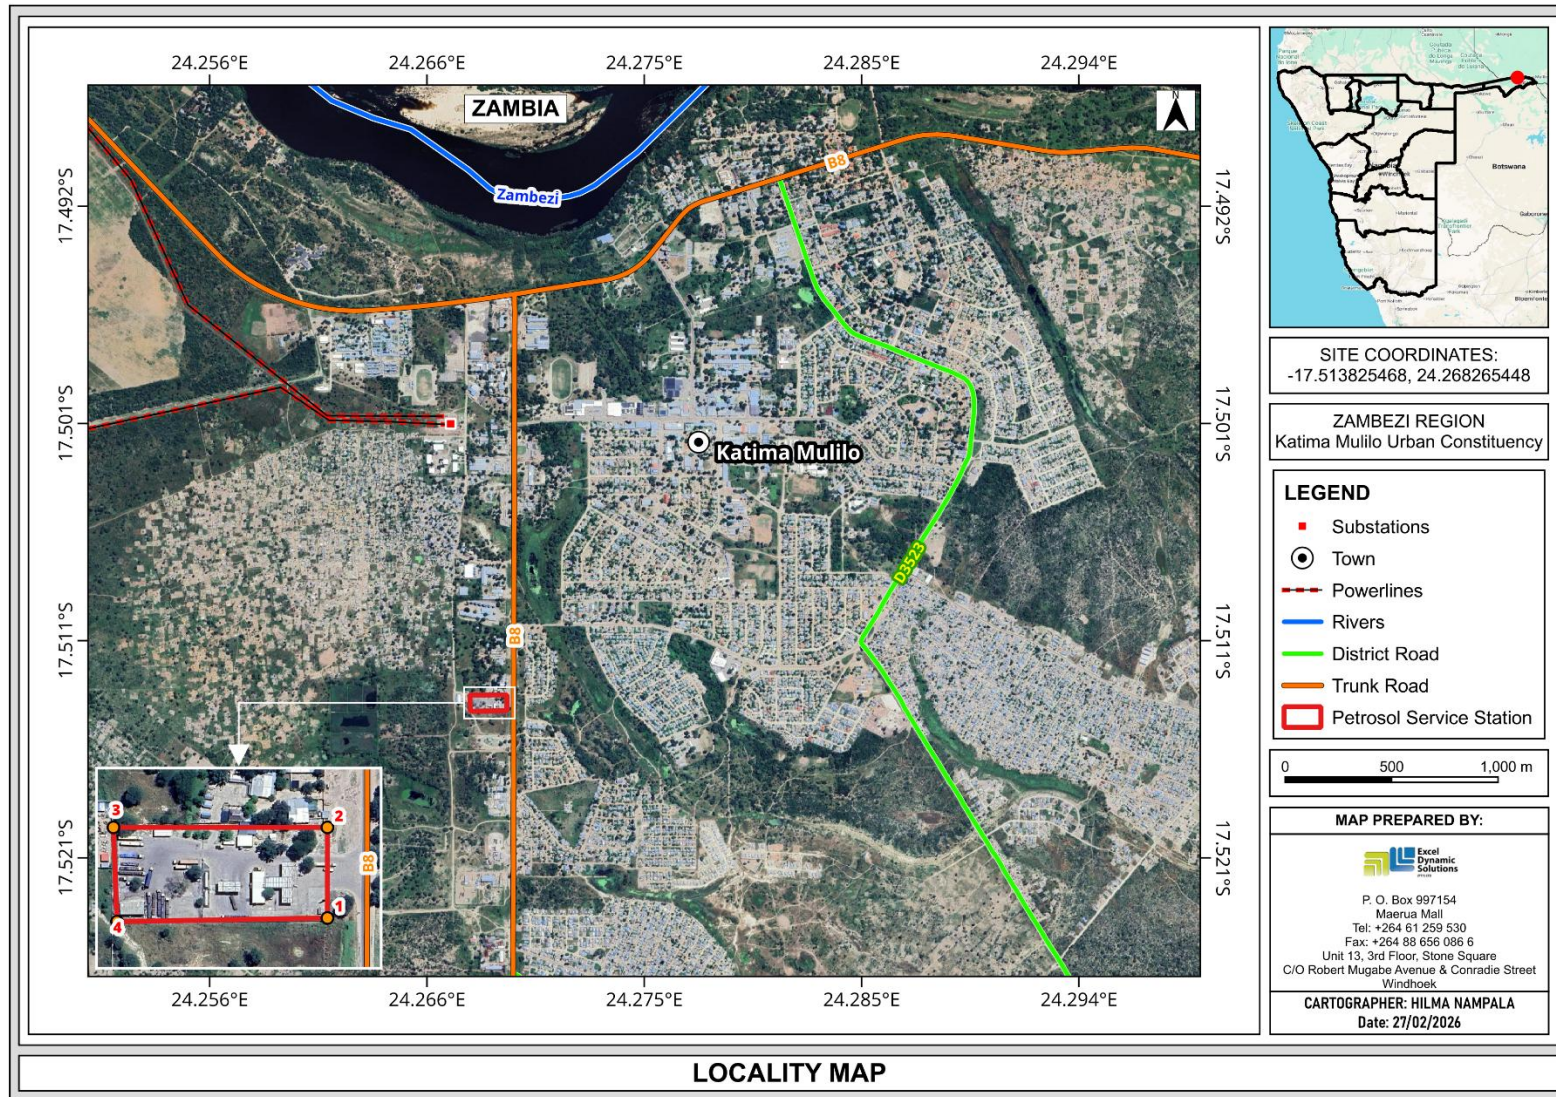 24.256°E 24.266°E 24.275°E 24.285°E 24.294°E
17.492°S
17.501°S
17.511°S
17.521°S
ZAMBIA
N
Zambezi
B8
B8
D3523
Katima Mulilo
3
2
1
4
B8
17.492°S
17.501°S
17.511°S
17.521°S
24.256°E 24.266°E 24.275°E 24.285°E 24.294°E
Botswana
SITE COORDINATES:
-17.513825468, 24.268265448
ZAMBEZI REGION
Katima Mulilo Urban Constituency
LEGEND
Substations
Town
Powerlines
Rivers
District Road
Trunk Road
Petrosol Service Station
0 500 1,000 m
MAP PREPARED BY:
Excel
Dynamic
Solutions
P. O. Box 997154
Maerua Mall
Tel: +264 61 259 530
Fax: +264 88 656 086 6
Unit 13, 3rd Floor, Stone Square
C/O Robert Mugabe Avenue & Conradie Street
Windhoek
CARTOGRAPHER: HILMA NAMPALA
Date: 27/02/2026
LOCALITY MAP